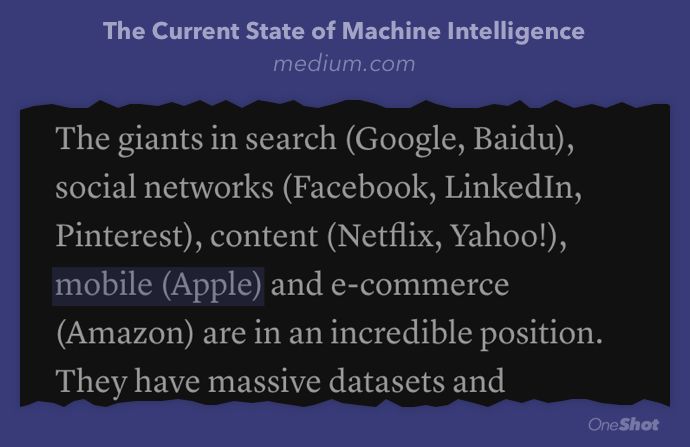 The Current State of Machine Intelligence
medium.com
The giants in search (Google, Baidu),
social networks (Facebook, LinkedIn,
Pinterest), content (Netflix, Yahoo!),
mobile (Apple) and e-commerce
(Amazon) are in an incredible position.
They have massive datasets and
OneShot